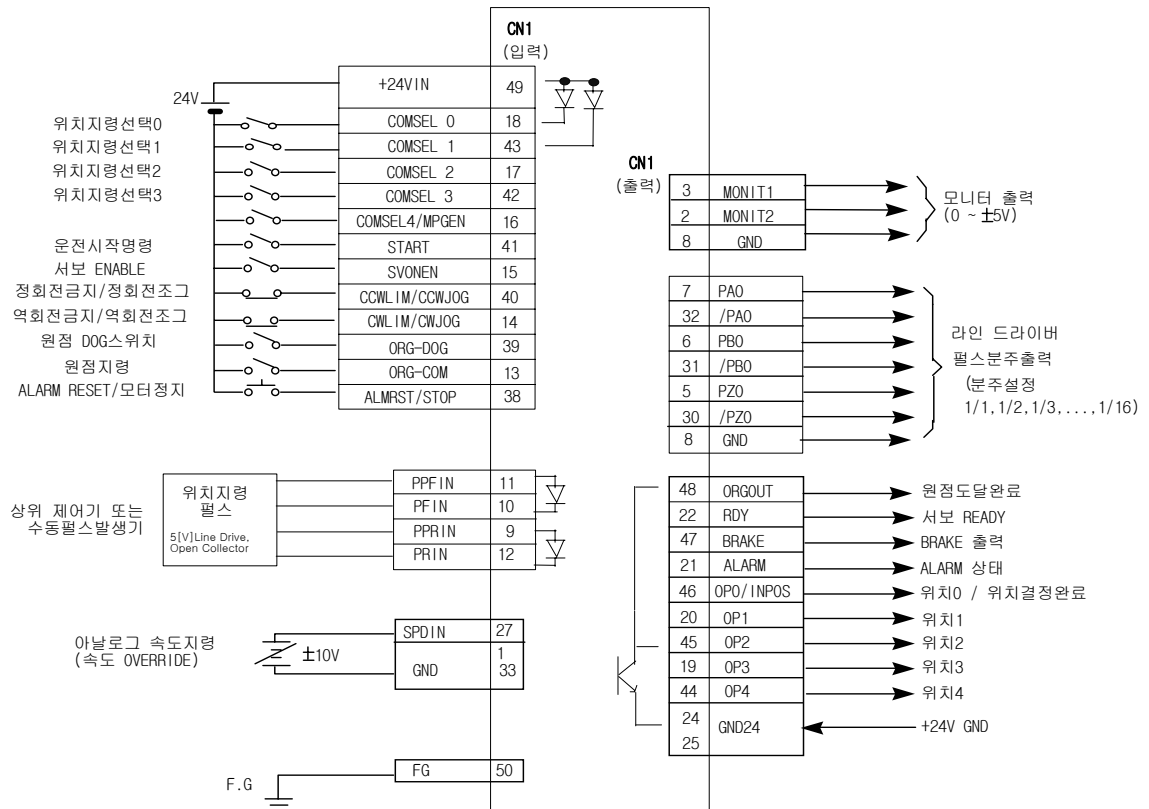 CN1
(입력)
24V
+24VIN 49
위치지령선택0 COMSEL 0 18
위치지령선택1 COMSEL 1 43
위치지령선택2 COMSEL 2 17
위치지령선택3 COMSEL 3 42
COMSEL4/MPGEN 16
운전시작명령 START 41
서보 ENABLE SVONEN 15
정회전금지/정회전조그 CCWLIM/CCWJOG 40
역회전금지/역회전조그 CWLIM/CWJOG 14
원점 DOG스위치 ORG-DOG 39
원점지령 ORG-COM 13
ALARM RESET/모터정지 ALMRST/STOP 38
상위 제어기 또는
수동펄스발생기
위치지령
펄스
5[V]Line Drive,
Open Collector
PPFIN 11
PFIN 10
PPRIN 9
PRIN 12
아날로그 속도지령
(속도 OVERRIDE)
±10V
SPDIN 27
1
GND 33
F.G
FG 50
CN1
(출력)
3 MONIT1
2 MONIT2
8 GND
모니터 출력
(0 ~ ±5V)
7 PAO
32 /PAO
6 PBO
31 /PBO
5 PZO
30 /PZO
8 GND
라인 드라이버
펄스분주출력
(분주설정
1/1,1/2,1/3,...,1/16)
48 ORGOUT 원점도달완료
22 RDY 서보 READY
47 BRAKE BRAKE 출력
21 ALARM ALARM 상태
46 OPO/INPOS 위치0 / 위치결정완료
20 OP1 위치1
45 OP2 위치2
19 OP3 위치3
44 OP4 위치4
24
25
GND24 +24V GND